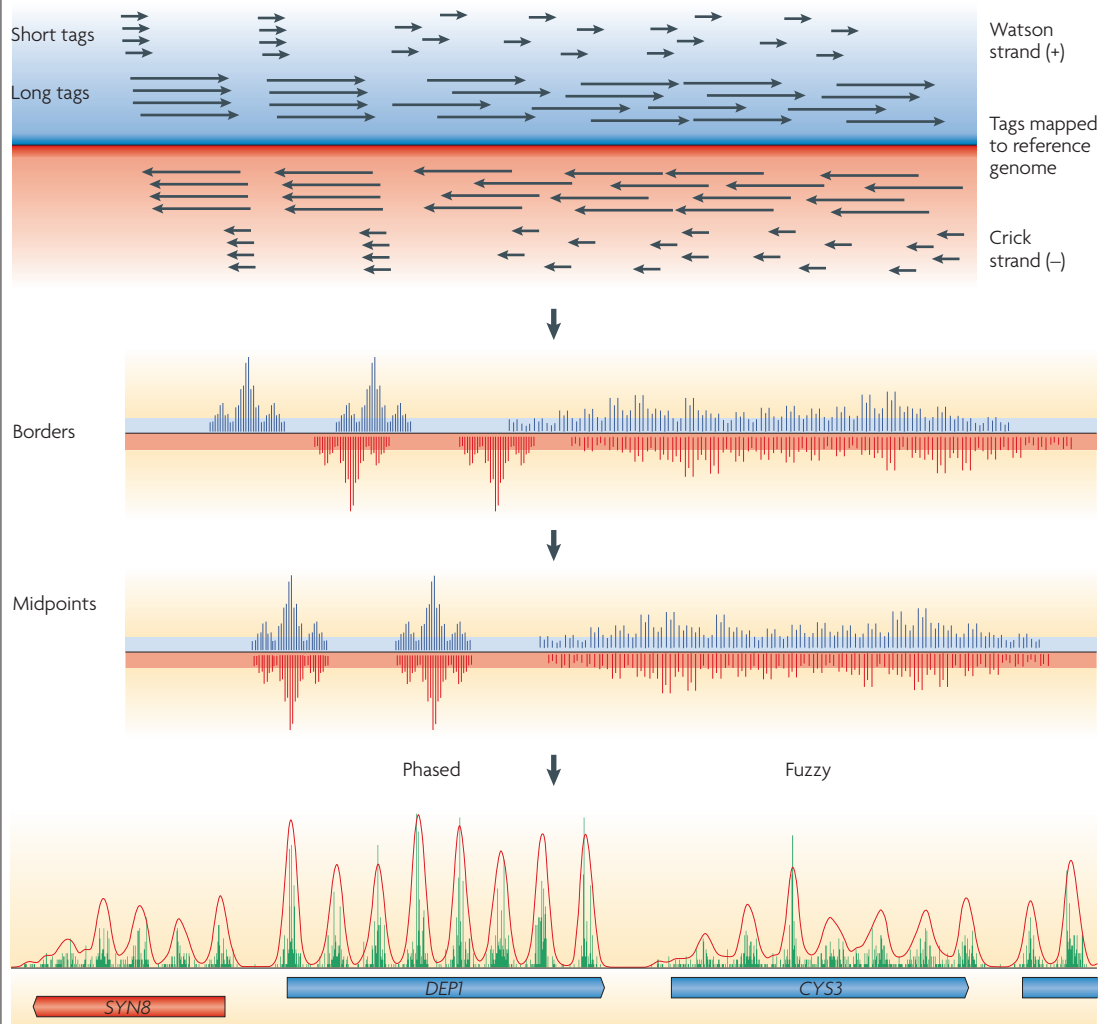 Short tags
Watson
strand (+)
Long tags
Tags mapped
to reference
genome
Crick
strand (–)
Borders
Midpoints
Phased
Fuzzy
DEP1
CYS3
SYN8